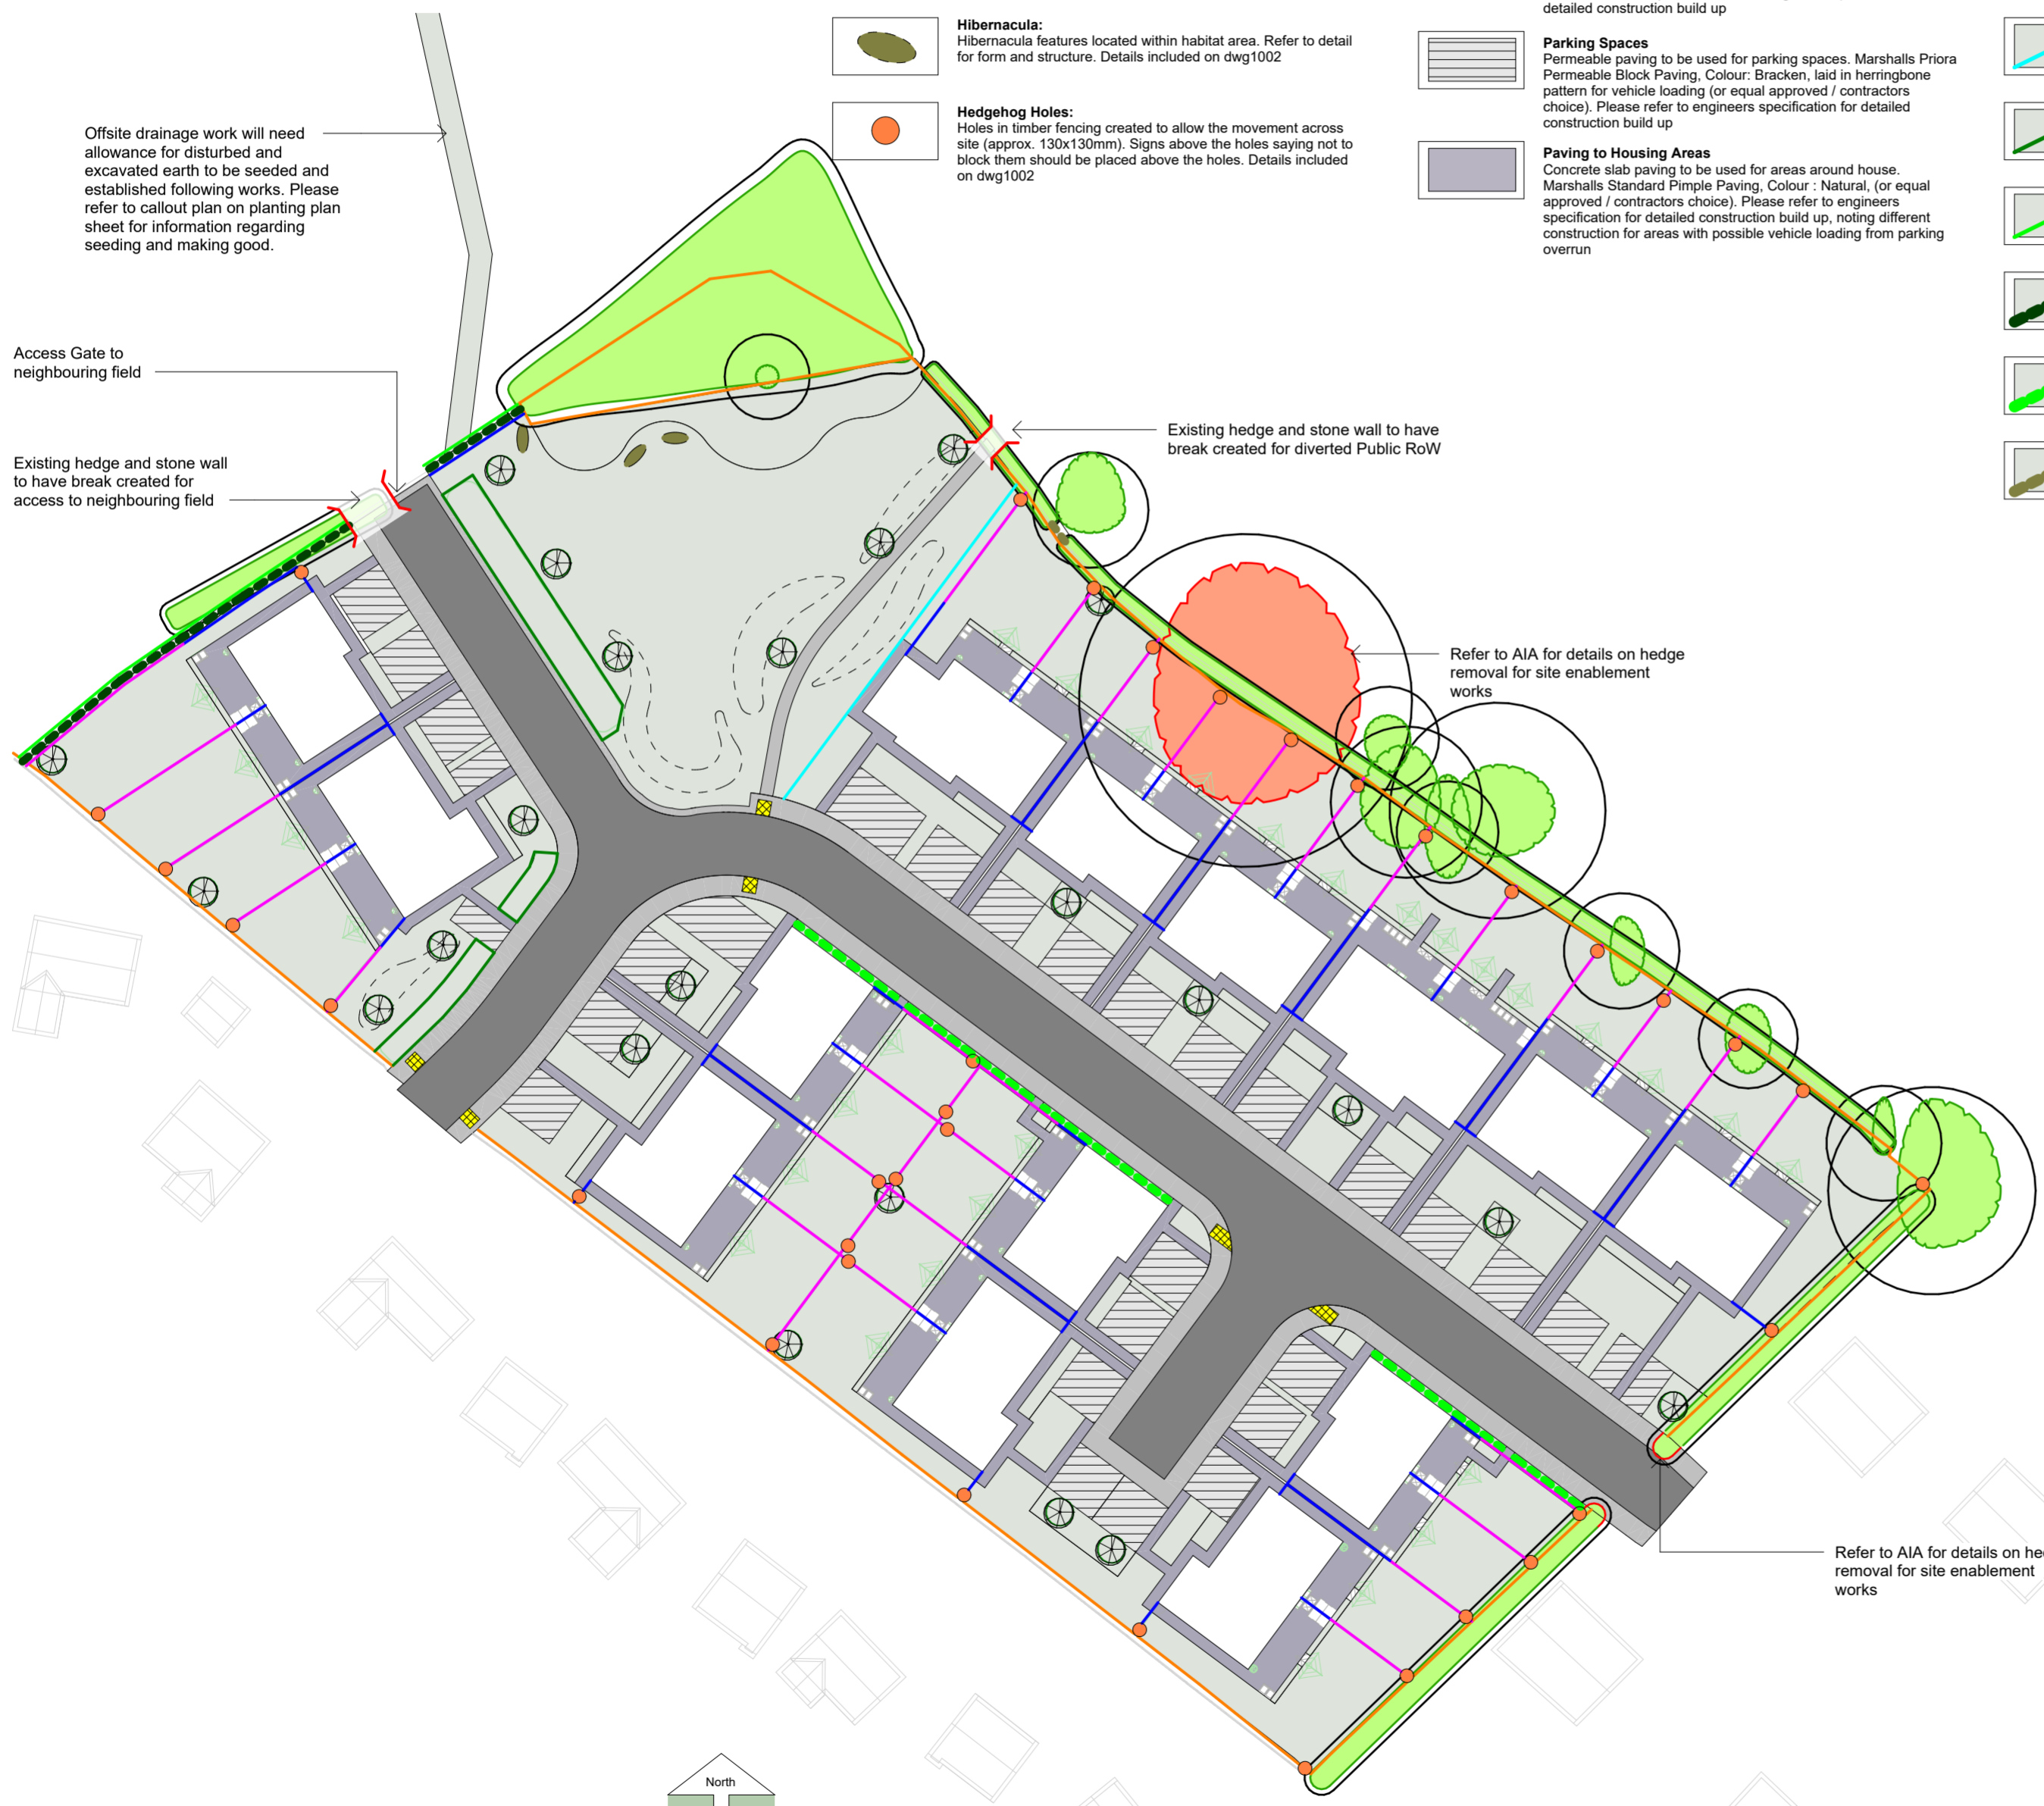 Hibernacula:
Hibernacula features located within habitat area. Refer to detail
for form and structure. Details included on dwg1002
Hedgehog Holes:
Holes in timber fencing created to allow the movement across
site (approx. 130x130mm). Signs above the holes saying not to
block them should be placed above the holes. Details included
on dwg1002
detailed construction build up
Parking Spaces
Permeable paving to be used for parking spaces. Marshalls Priora
Permeable Block Paving, Colour: Bracken, laid in herringbone
pattern for vehicle loading (or equal approved / contractors
choice). Please refer to engineers specification for detailed
construction build up
Paving to Housing Areas
Concrete slab paving to be used for areas around house.
Marshalls Standard Pimple Paving, Colour : Natural, (or equal
approved / contractors choice). Please refer to engineers
specification for detailed construction build up, noting different
construction for areas with possible vehicle loading from parking
overrun
Offsite drainage work will need
allowance for disturbed and
excavated earth to be seeded and
established following works. Please
refer to callout plan on planting plan
sheet for information regarding
seeding and making good.
Access Gate to
neighbouring field
Existing hedge and stone wall
to have break created for
access to neighbouring field
Existing hedge and stone wall to have
break created for diverted Public RoW
Refer to AIA for details on hedge
removal for site enablement
works
Refer to AIA for details on
removal for site enablement
works
North